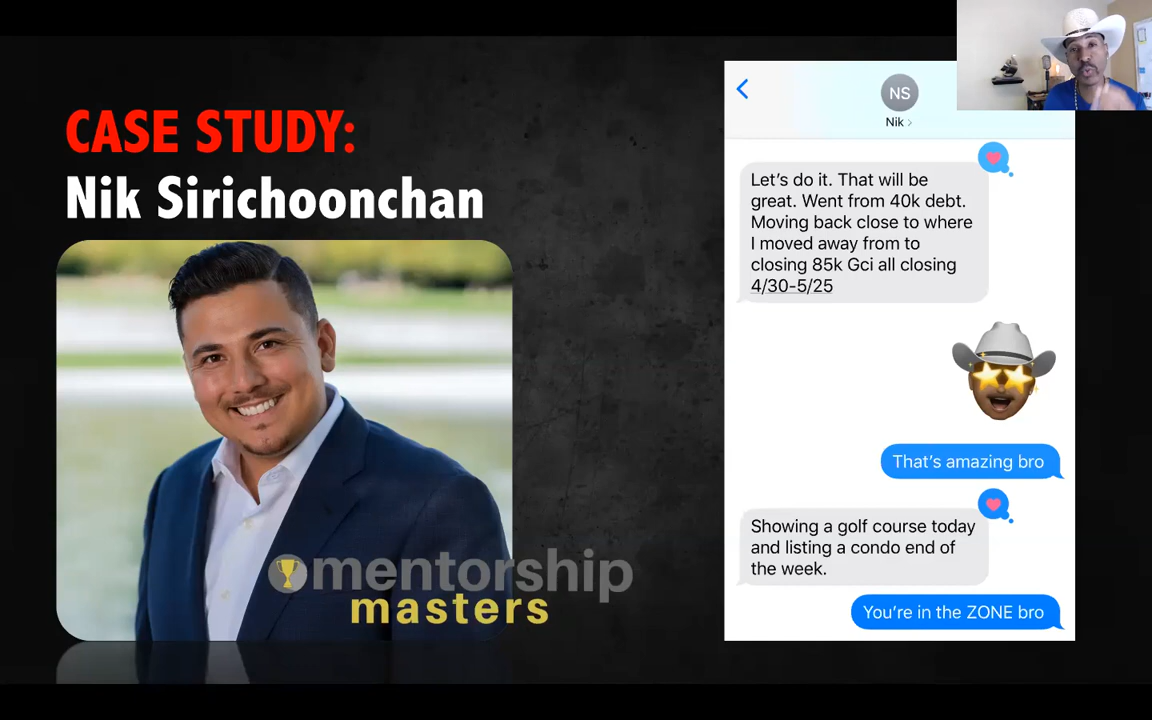 CASE STUDY:
Nik Sirichoonchan
mentorship
masters
NS
Nik >
Let's do it. That will be
great. Went from 40k debt.
Moving back close to where
I moved away from to
closing 85k Gci all closing
4/30-5/25
That's amazing bro
Showing a golf course today
and listing a condo end of
the week.
You're in the ZONE bro